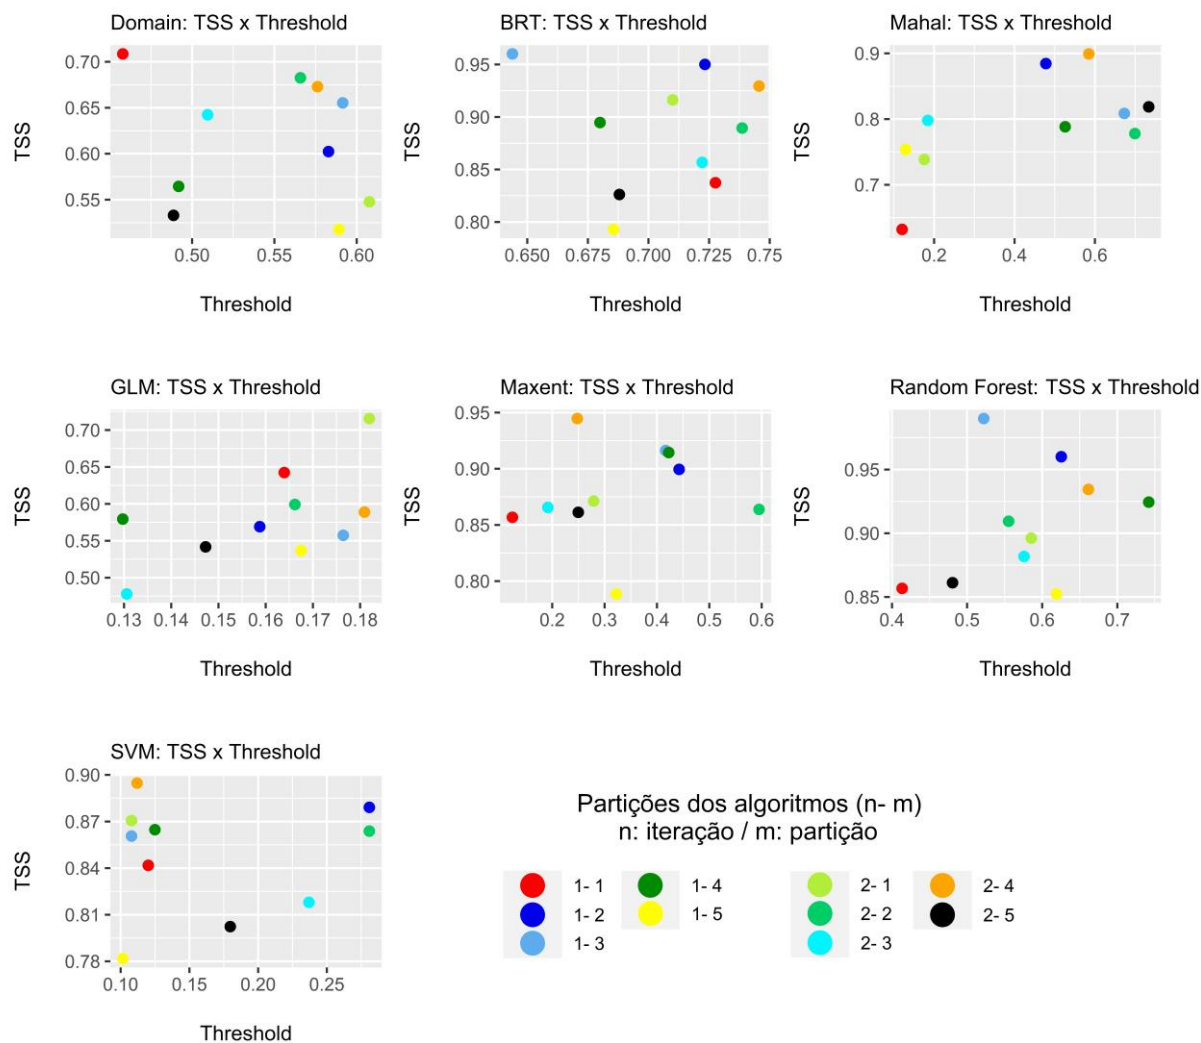 Domain: TSS x Threshold
TSS
0.70
0.65
0.60
0.55
0.50 0.55 0.60
Threshold
BRT: TSS x Threshold
TSS
0.95
0.90
0.85
0.80
0.650 0.675 0.700 0.725 0.75
Threshold
Mahal: TSS x Threshold
TSS
0.9
0.8
0.7
0.2 0.4 0.6
Threshold
GLM: TSS x Threshold
TSS
0.70
0.65
0.60
0.55
0.50
0.13 0.14 0.15 0.16 0.17 0.18
Threshold
Maxent: TSS x Threshold
TSS
0.95
0.90
0.85
0.80
0.2 0.3 0.4 0.5 0.6
Threshold
Random Forest: TSS x Threshold
TSS
0.95
0.90
0.85
0.4 0.5 0.6 0.7
Threshold
SVM: TSS x Threshold
TSS
0.90
0.87
0.84
0.81
0.78
0.10 0.15 0.20 0.25
Threshold
Partições dos algoritmos (n- m)
n: iteração / m: partição
1- 1
1- 2
1- 3
1- 4
1- 5
2- 1
2- 2
2- 3
2- 4
2- 5